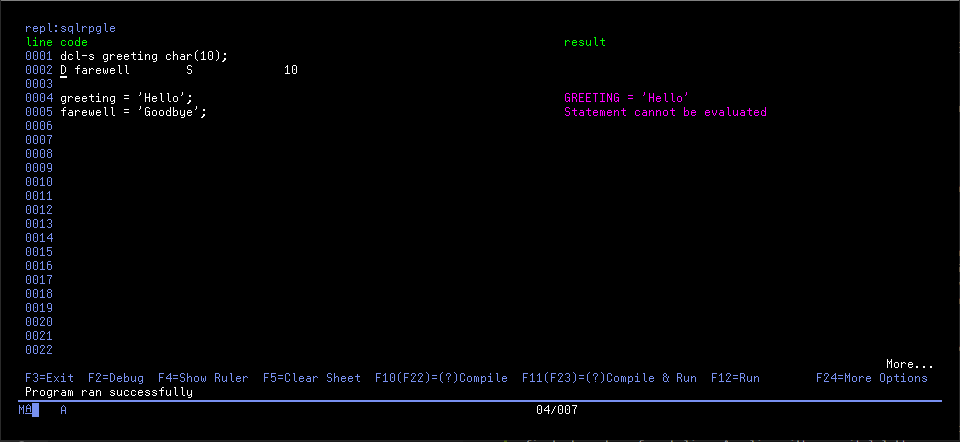 repl:sqlrpgle
line code result
0001 dcl-s greeting char(10);
0002 D farewell S 10
0003
0004 greeting = 'Hello'; GREETING = 'Hello'
0005 farewell = 'Goodbye'; Statement cannot be evaluated
0006
0007
0008
0009
0010
0011
0012
0013
0014
0015
0016
0017
0018
0019
0020
0021
0022
More...
F3=Exit F2=Debug F4=Show Ruler F5=Clear Sheet F10(F22)=(?)Compile F11(F23)=(?)Compile & Run F12=Run F24=More Options
Program ran successfully
MA A 04/007